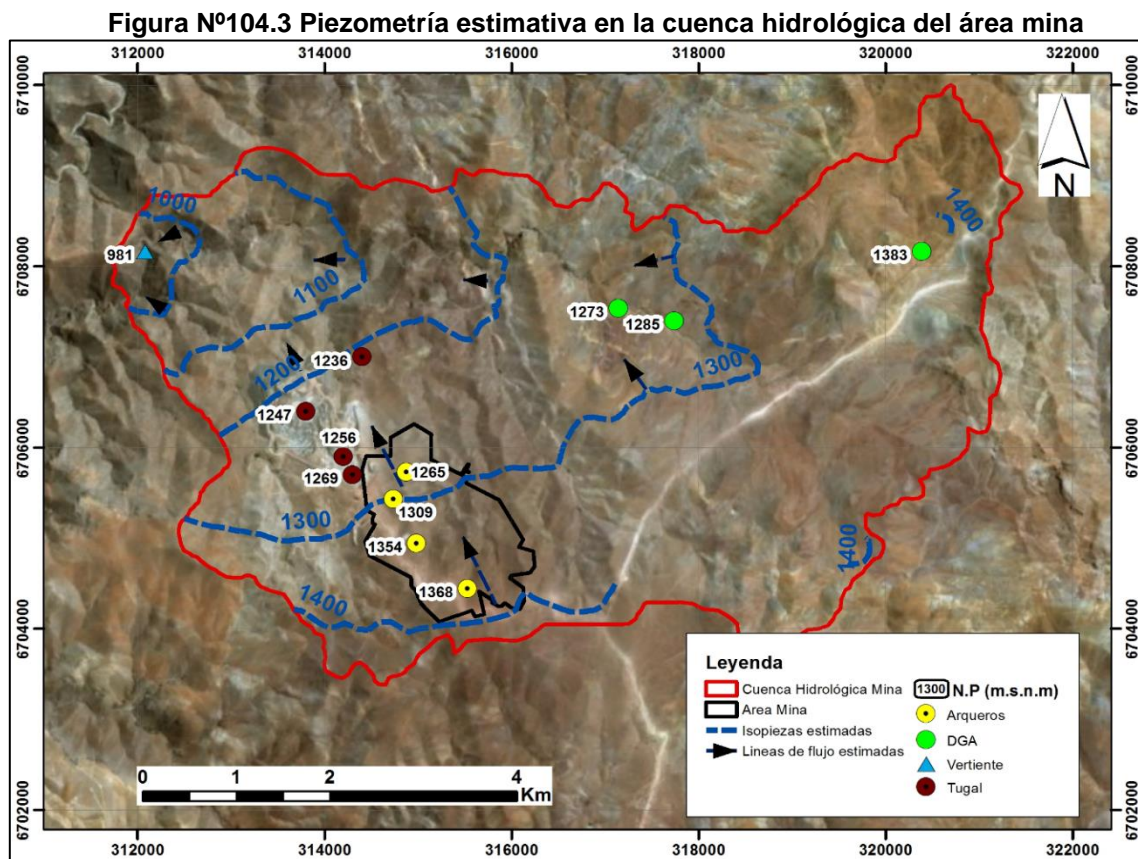 Figura Nº104.3 Piezometría estimativa en la cuenca hidrológica del área mina
312000 314000 316000 318000 320000 322000
6710000 6710000
6708000 6708000
6706000 6706000
6704000 6704000
6702000 6702000
N
1000
981
1100
1200
1236
1247
1256
1269
1265
1309
1354
1368
1300
1400
1273
1285
1300
1383
1400
1400
0 1 2 4
Km
Leyenda
Cuenca Hidrológica Mina
Area Mina
Isopiezas estimadas
Lineas de flujo estimadas
1300 N.P (m.s.n.m)
Arqueros
DGA
Vertiente
Tugal
312000 314000 316000 318000 320000 322000